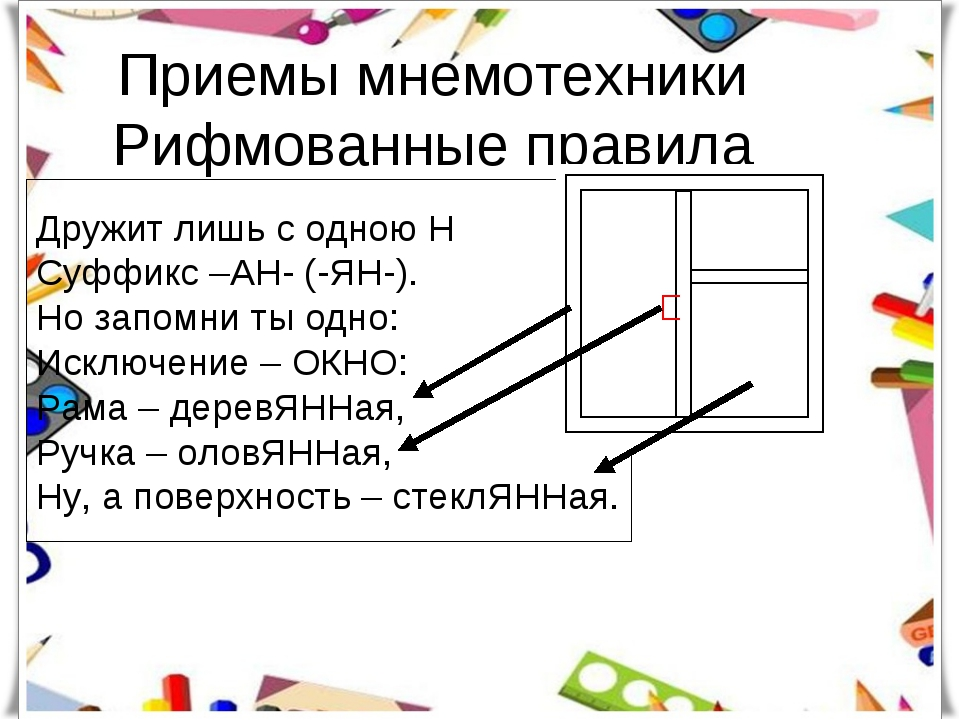 Приемы мнемотехники
Рифмованные правила
Дружит лишь с одною Н
Суффикс –АН- (-ЯН-).
Но запомни ты одно:
Исключение – ОКНО:
Рама – деревЯННая,
Ручка – оловЯННая,
Ну, а поверхность – стеклЯННая.